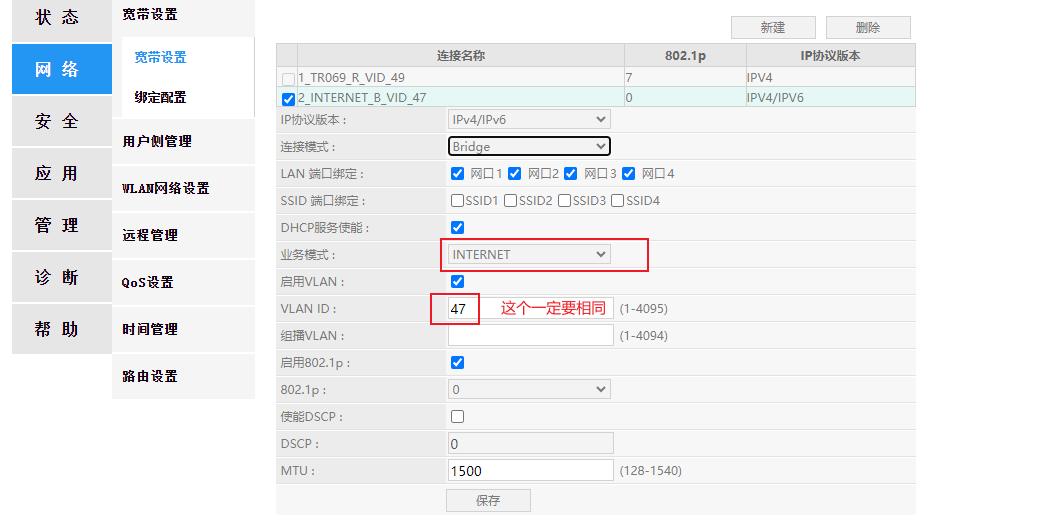 状 态
网 络
安 全
应 用
管 理
诊 断
帮 助
宽带设置
宽带设置
绑定配置
用户侧管理
WLAN网络设置
远程管理
QoS设置
时间管理
路由设置
新建 删除
连接名称 802.1p IP协议版本
1_TR069_R_VID_49 7 IPV4
2_INTERNET_B_VID_47 0 IPV4/IPV6
IP协议版本 : IPv4/IPv6
连接模式 : Bridge
LAN 端口绑定 : 网口1 网口2 网口3 网口4
SSID 端口绑定 : SSID1 SSID2 SSID3 SSID4
DHCP服务使能 :
业务模式 : INTERNET
启用VLAN :
VLAN ID : 47 这个一定要相同 (1-4095)
组播VLAN : (1-4094)
启用802.1p :
802.1p : 0
使能DSCP :
DSCP : 0
MTU : 1500 (128-1540)
保存